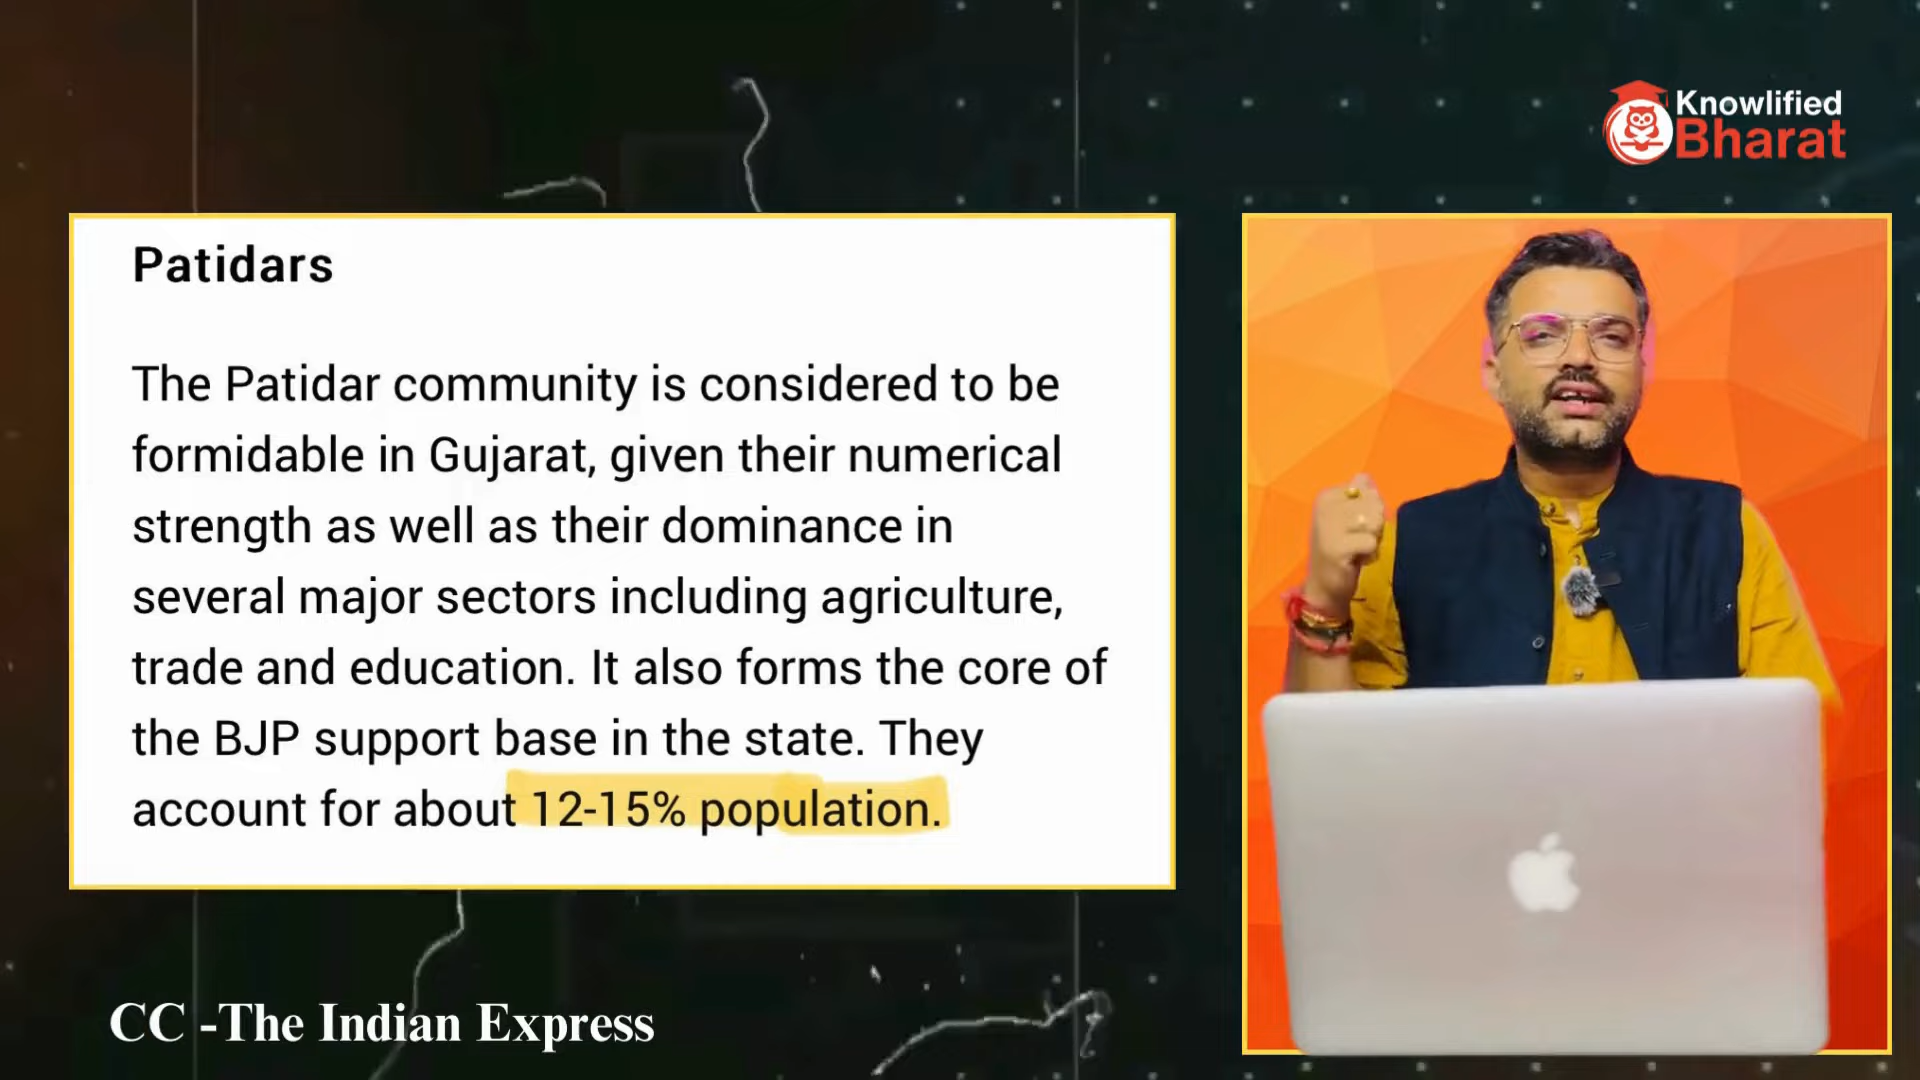 Knowlified
Bharat
Patidars
The Patidar community is considered to be
formidable in Gujarat, given their numerical
strength as well as their dominance in
several major sectors including agriculture,
trade and education. It also forms the core of
the BJP support base in the state. They
account for about 12-15% population.
CC -The Indian Express